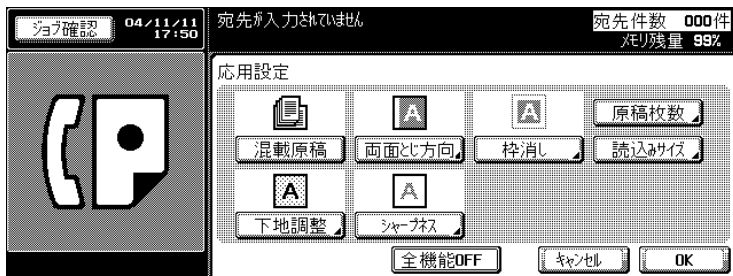 ジョブ確認
04/11/11
17:50
宛先が入力されていません
宛先件数 000件
メモリ残量 99%
応用設定
A
A
原稿枚数
混載原稿
両面とじ方向
枠消し
読込みサイズ
A
A
下地調整
シャープネス
全機能OFF
キャンセル
OK